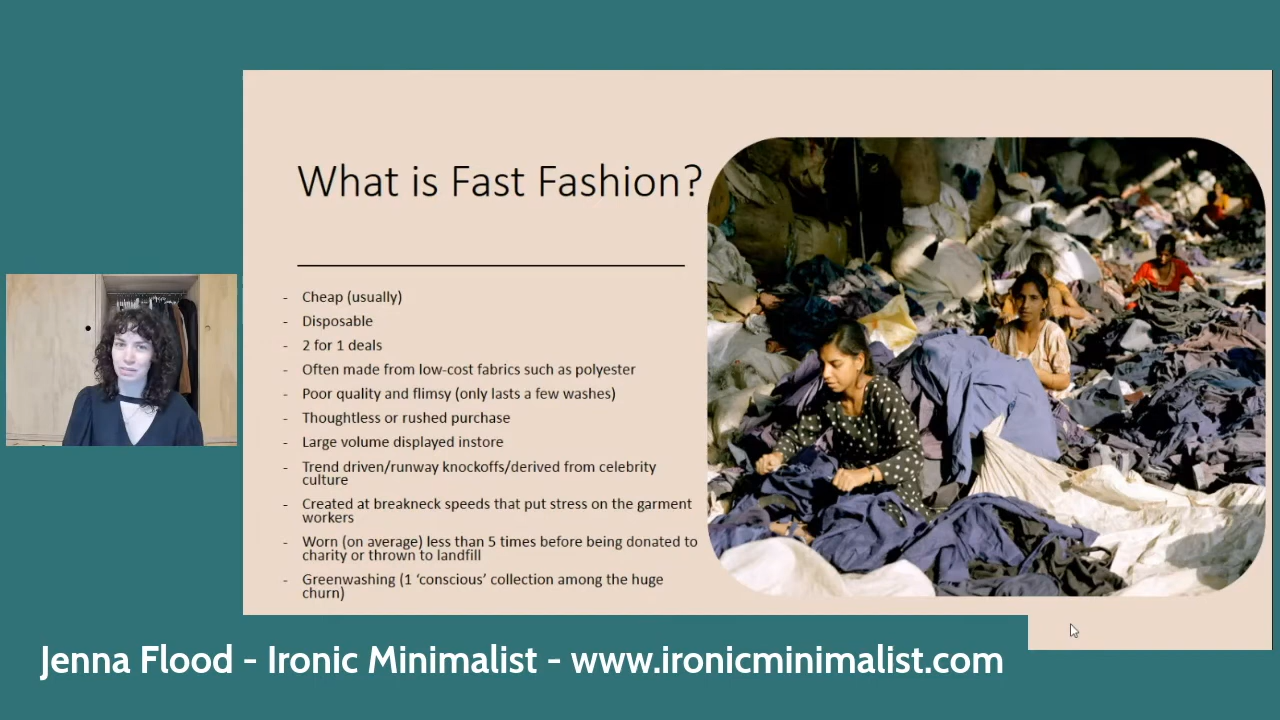 What is Fast Fashion?
- Cheap (usually)
- Disposable
- 2 for 1 deals
- Often made from low-cost fabrics such as polyester
- Poor quality and flimsy (only lasts a few washes)
- Thoughtless or rushed purchase
- Large volume displayed instore
- Trend driven/runway knockoffs/derived from celebrity
culture
- Created at breakneck speeds that put stress on the garment
workers
- Worn (on average) less than 5 times before being donated to
charity or thrown to landfill
- Greenwashing (1 ‘conscious’ collection among the huge
churn)
Jenna Flood - Ironic Minimalist - www.ironicminimalist.com